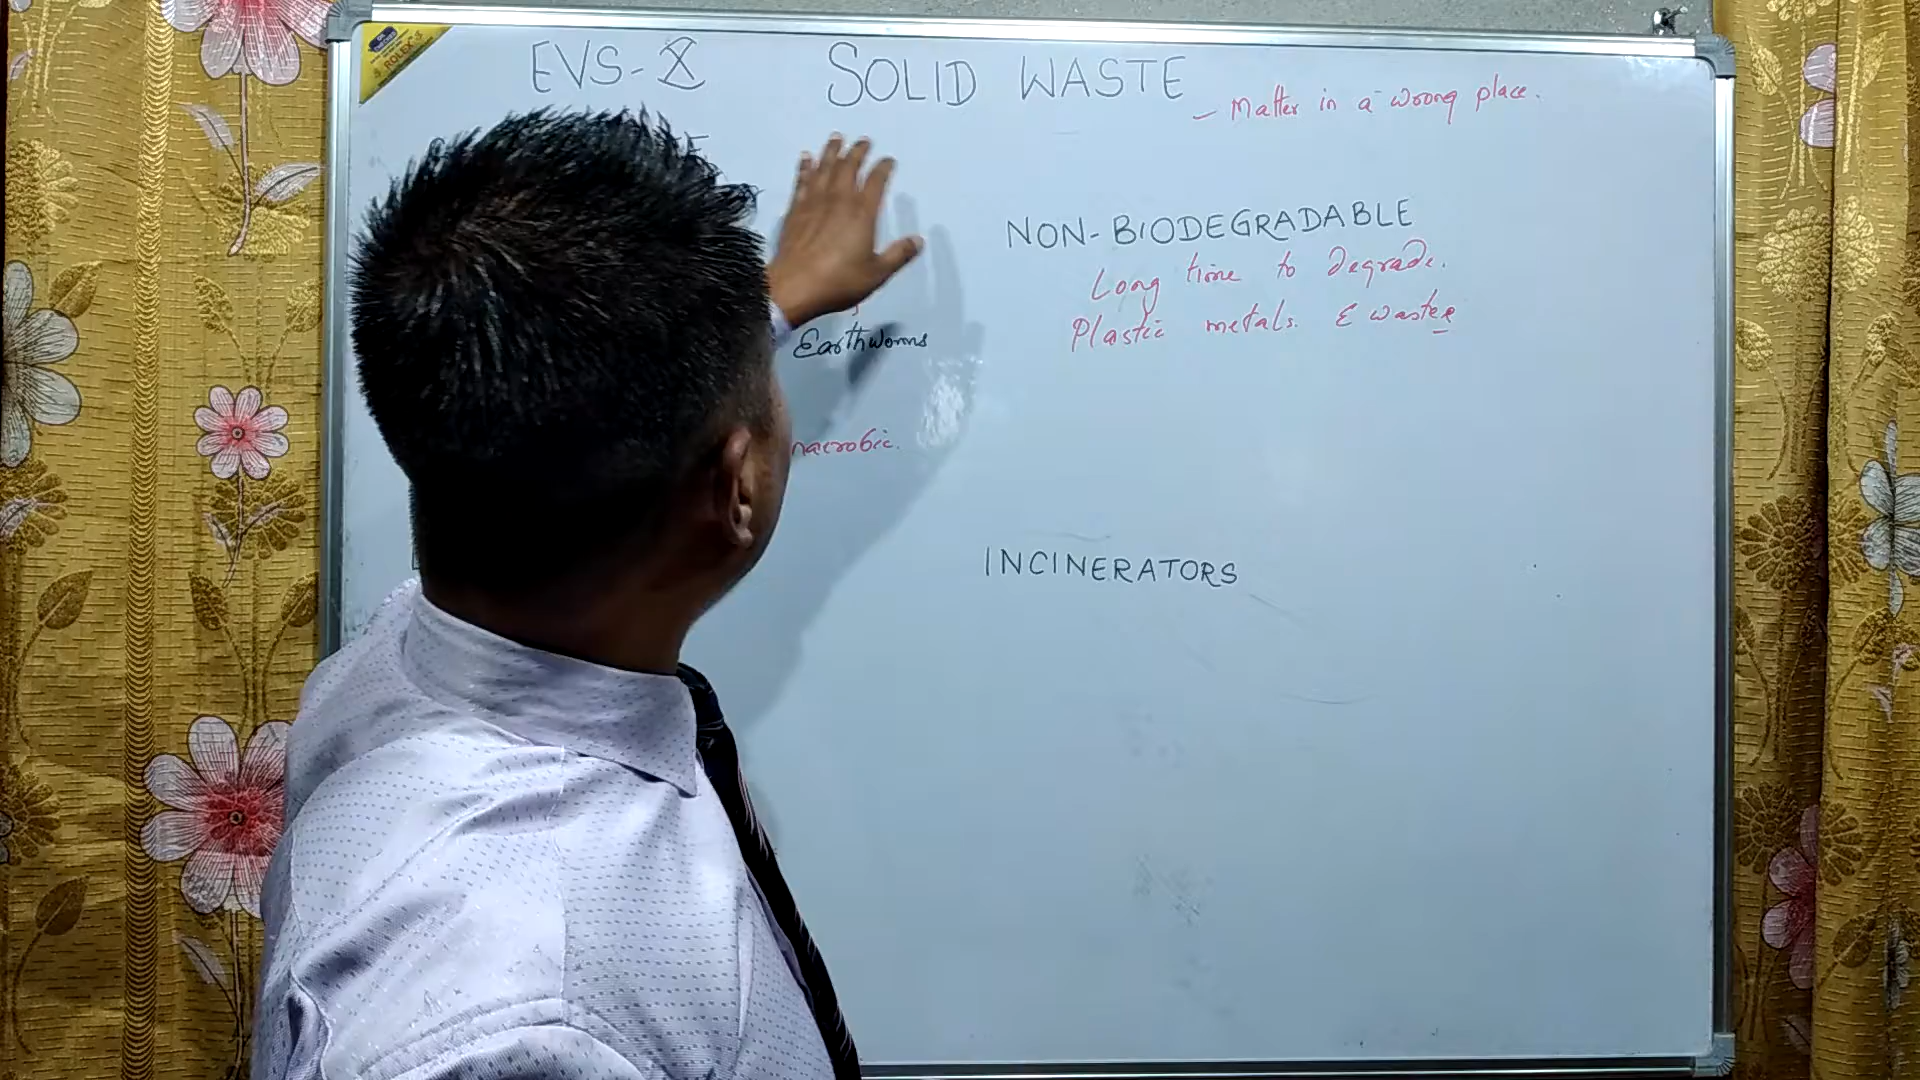 ROLEX
EVS-X SOLID WASTE
- Matter in a wrong place.
NON-BIODEGRADABLE
Long time to degrade.
Plastic metals. E waste
Earthworms
naerobic.
INCINERATORS